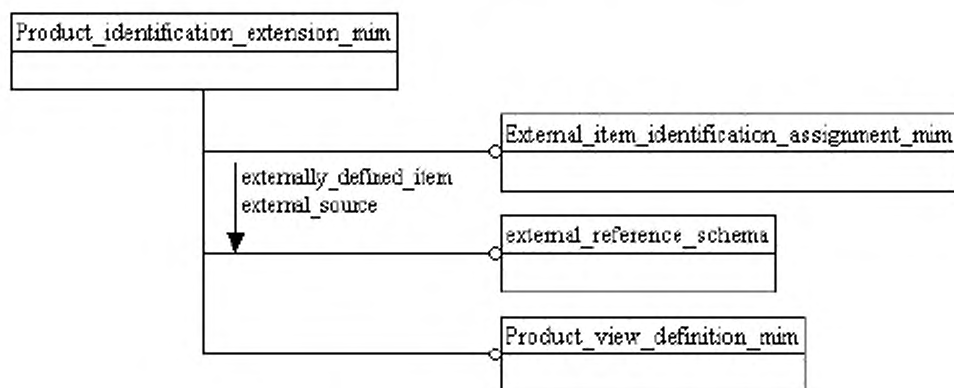 Product_identification_extension_mim
External_item_identification_assignment_mim
externally_defined_item
external_source
external_reference_schema
Product_view_definition_mim